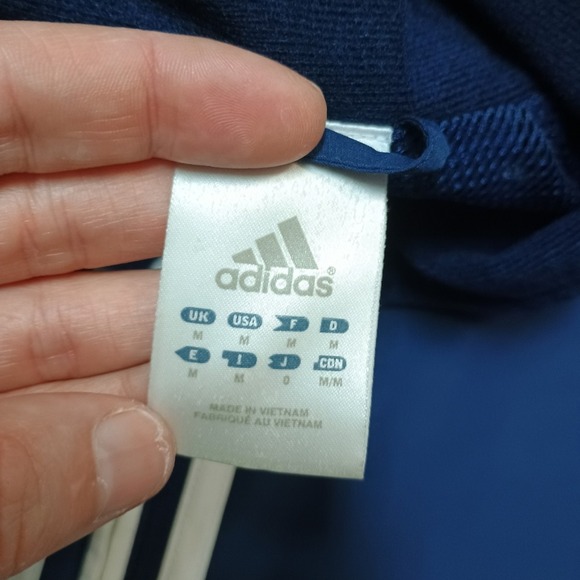 adidas®
UK USA F D
M M M M
E I J CDN
M M O M/M
MADE IN VIETNAM
FABRIQUÉ AU VIETNAM